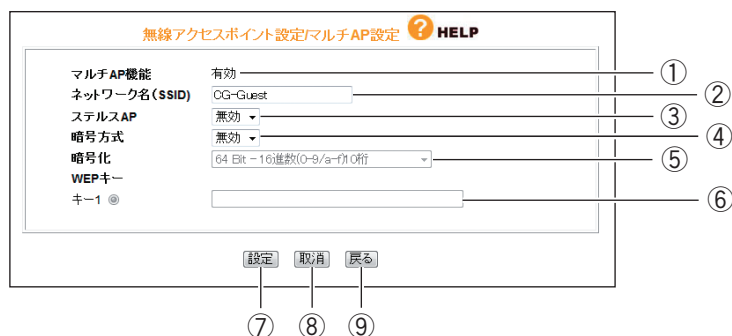 無線アクセスポイント設定/マルチAP設定 ? HELP
マルチAP機能 有効 ①
ネットワーク名(SSID) CG-Guest ②
ステルスAP 無効 ③
暗号方式 無効 ④
暗号化 64 Bit - 16進数(0-9/a-f)10桁 ⑤
WEPキー
キー1 ⑥
設定 取消 戻る
⑦ ⑧ ⑨